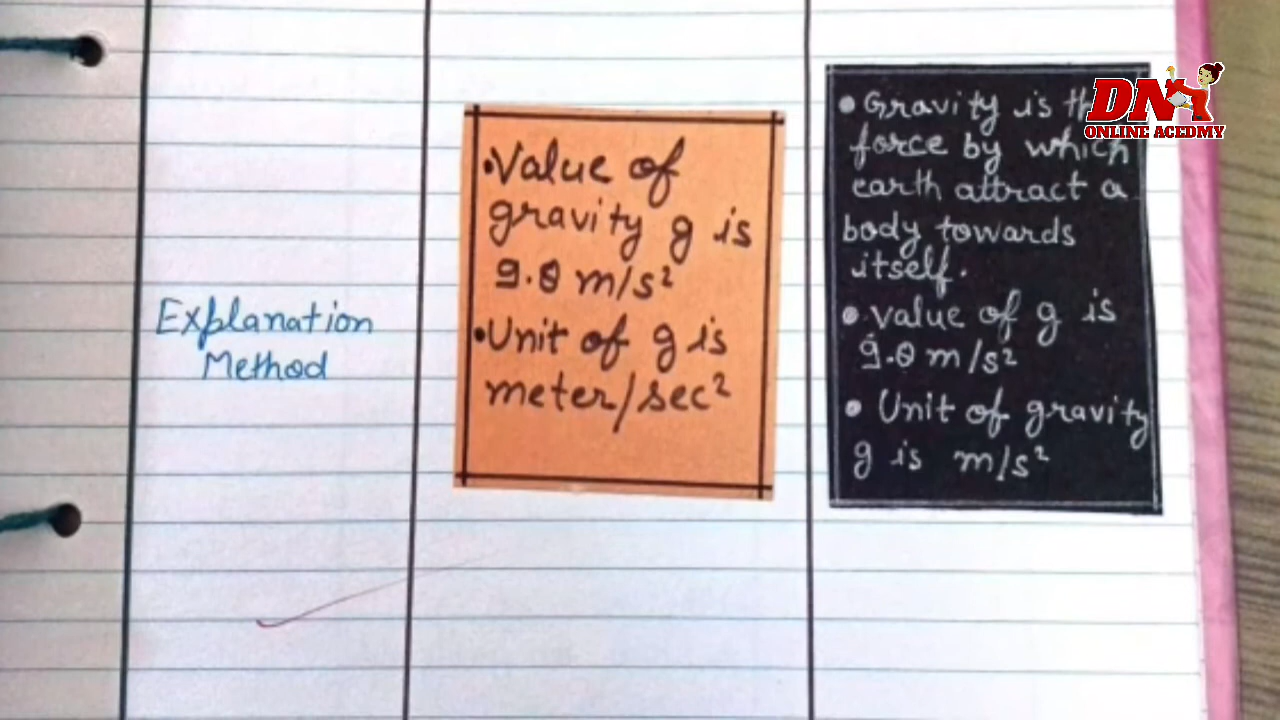 Explanation
Method
•Value of
gravity g is
9.8 m/s²
•Unit of g is
meter/sec²
• Gravity is th
force by which
earth attract a
body towards
itself.
• value of g is
9.8 m/s²
• Unit of gravity
g is m/s²
DNA
ONLINE ACEDMY